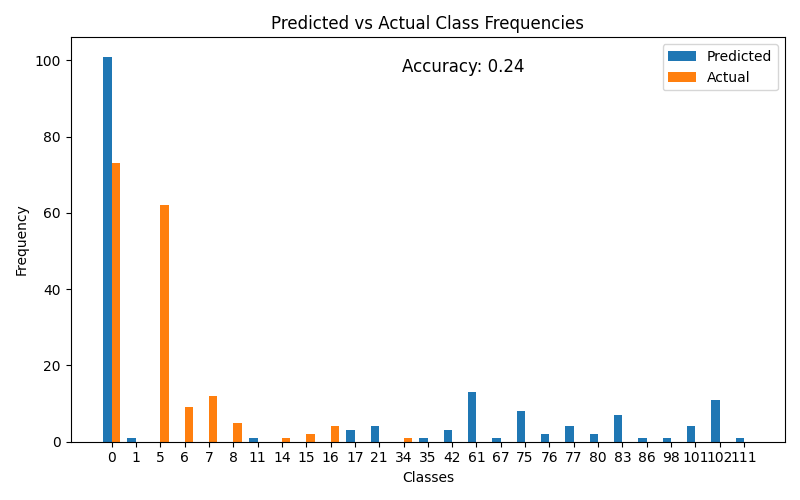 Predicted vs Actual Class Frequencies
Accuracy: 0.24
Predicted
Actual
Frequency
100
80
60
40
20
0
0 1 5 6 7 8 11 14 15 16 17 21 34 35 42 61 67 75 76 77 80 83 86 98 101 102 111
Classes